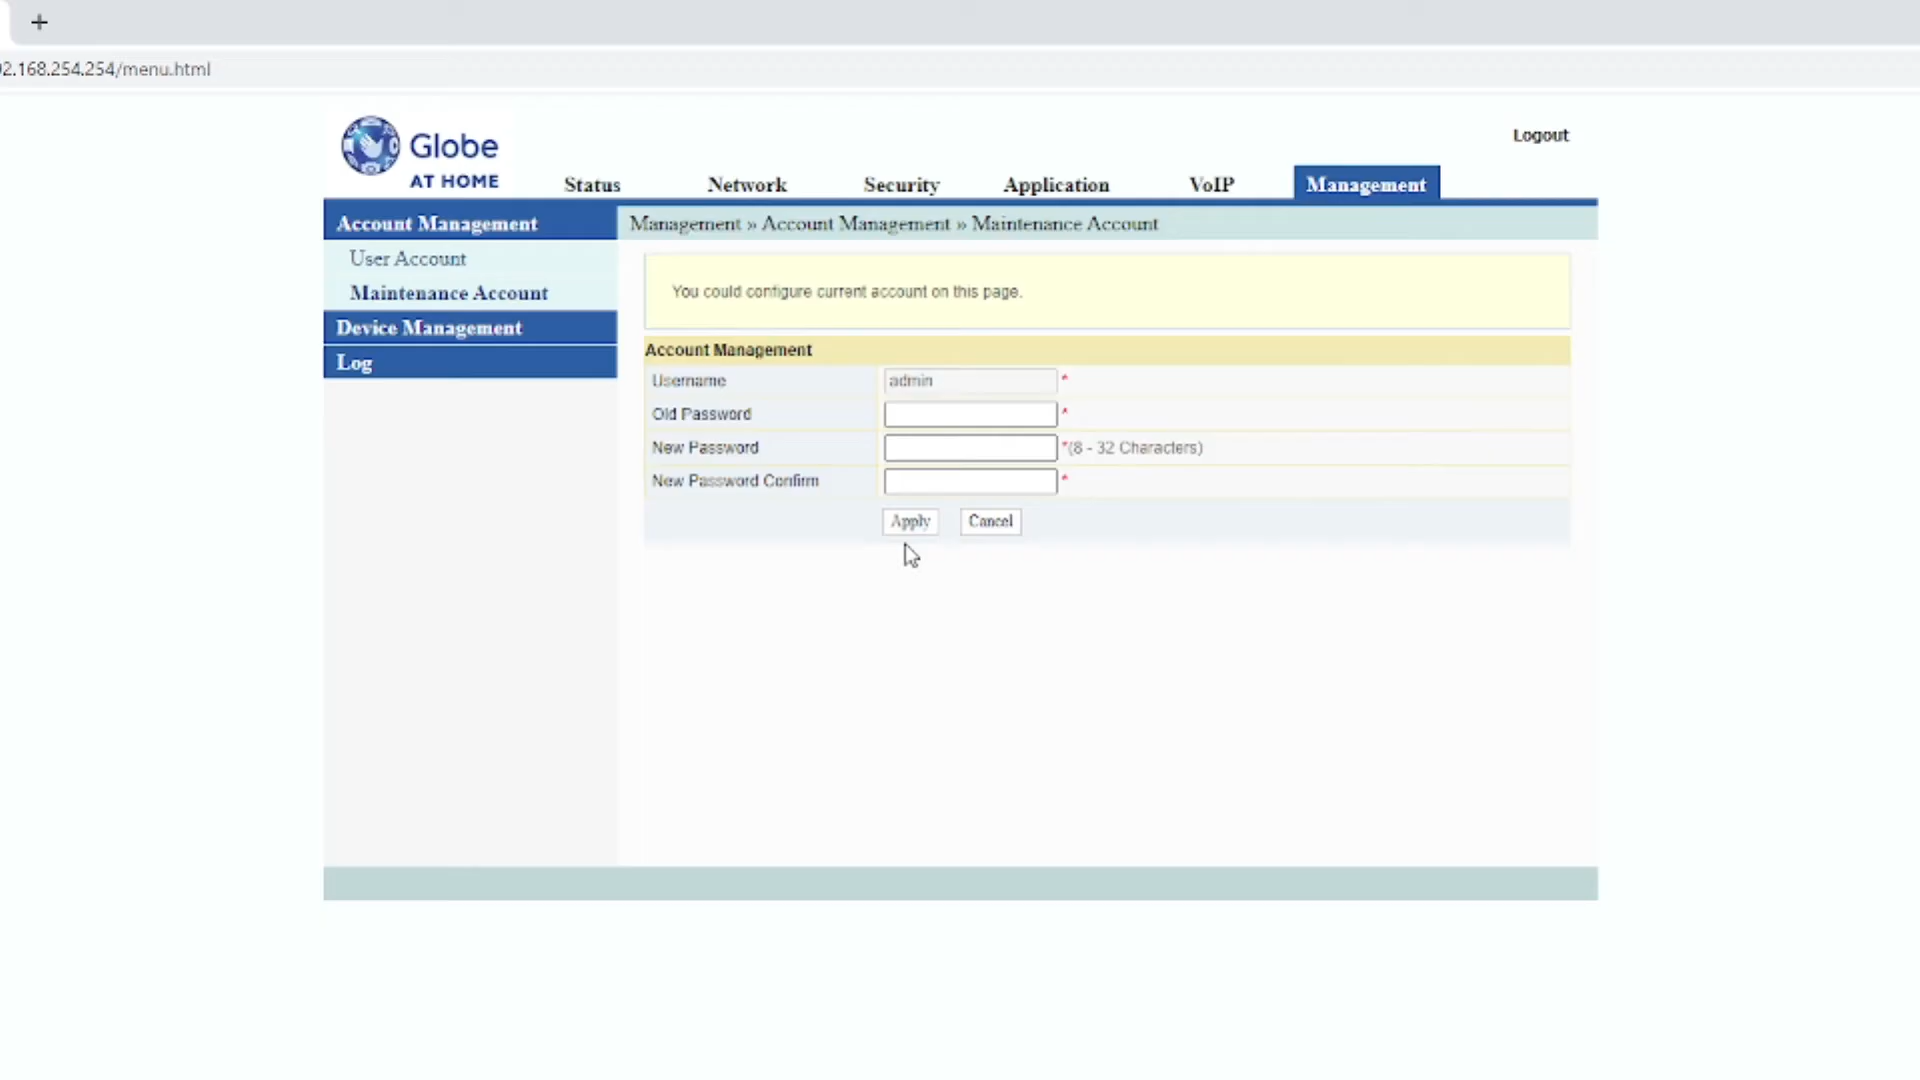 +
2.168.254.254/menu.html
Globe
AT HOME
Logout
Status Network Security Application VoIP Management
Account Management
User Account
Maintenance Account
Device Management
Log
Management » Account Management » Maintenance Account
You could configure current account on this page.
Account Management
Username admin *
Old Password *
New Password *(8 - 32 Characters)
New Password Confirm *
Apply Cancel